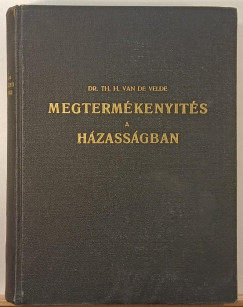 DR. TH. H. VAN DE VELDE
MEGTERMÉKENYITÉS
A
HÁZASSÁGBAN